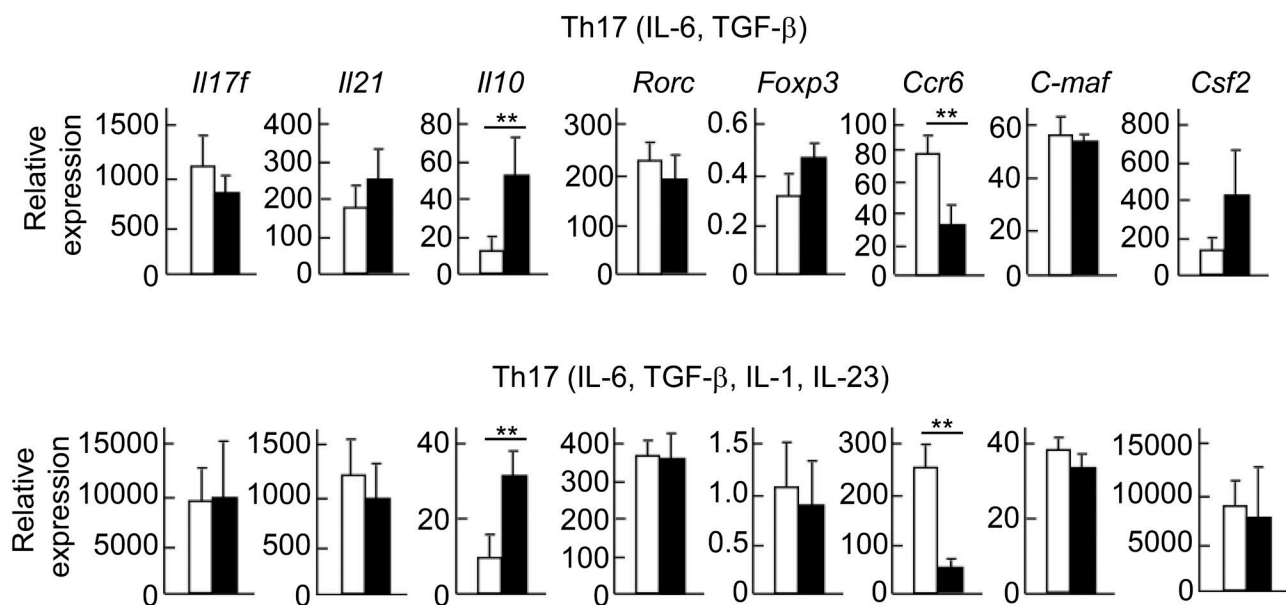 Th17 (IL-6, TGF-β)
Il17f Il21 Il10 Rorc Foxp3 Ccr6 C-maf Csf2
Relative expression
1500 1000 500 0
400 300 200 100 0
80 60 40 20 0
**
300 200 100 0
0.6 0.4 0.2 0
100 80 60 40 20 0
**
60 40 20 0
800 600 400 200 0
Th17 (IL-6, TGF-β, IL-1, IL-23)
Relative expression
15000 10000 5000 0
1500 1000 500 0
40 20 0
**
400 300 200 100 0
1.5 1.0 0.5 0
300 200 100 0
**
40 20 0
15000 10000 5000 0